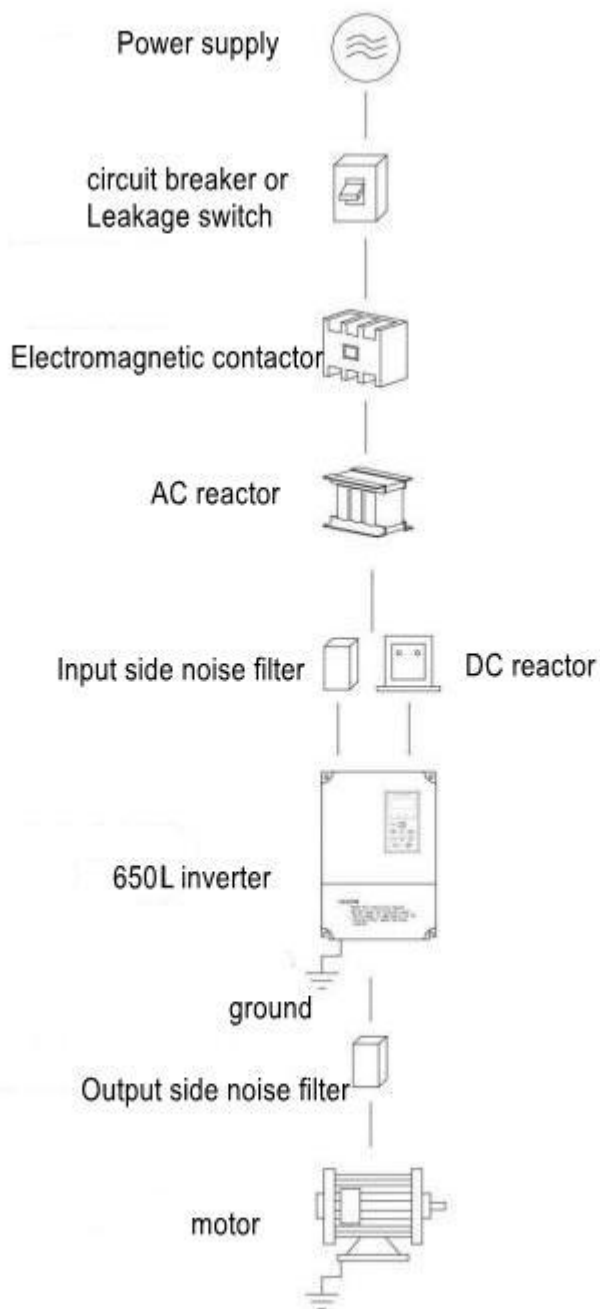 Power supply
circuit breaker or
Leakage switch
Electromagnetic contactor
AC reactor
Input side noise filter
DC reactor
650L inverter
ground
Output side noise filter
motor